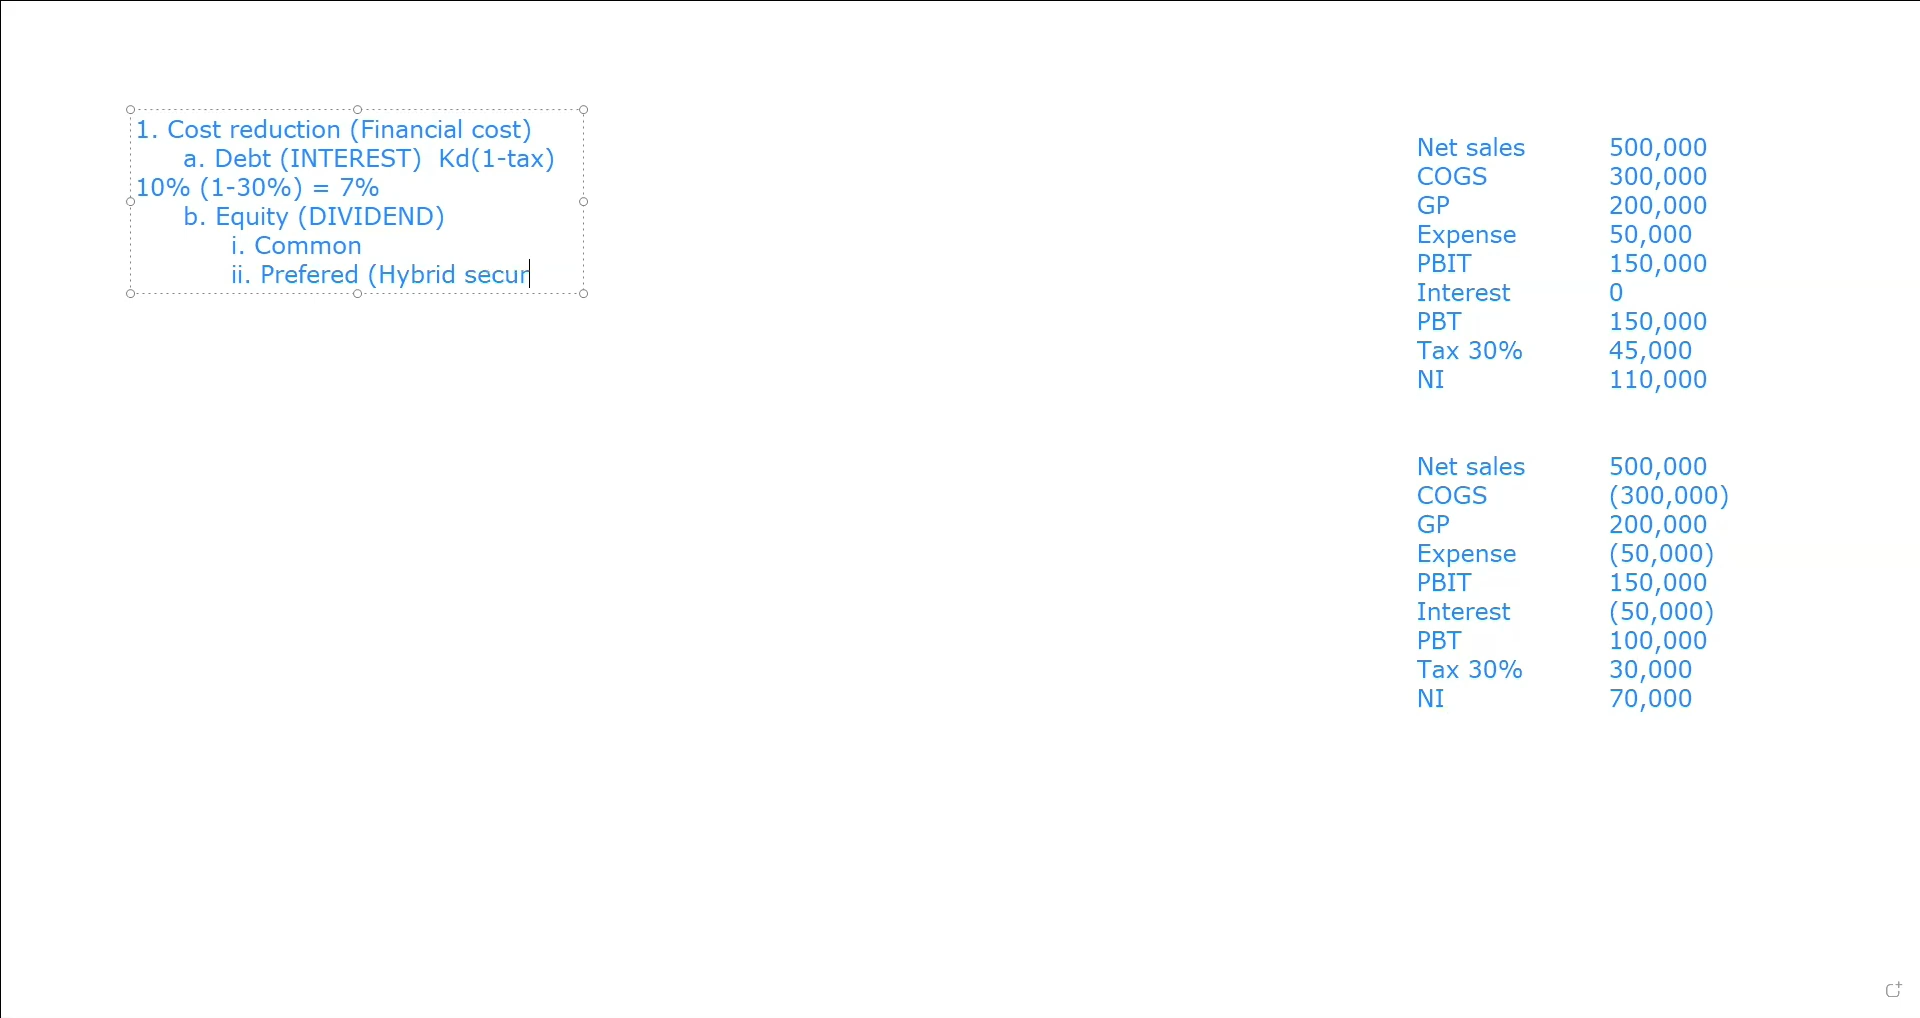 1. Cost reduction (Financial cost)
a. Debt (INTEREST)  Kd(1-tax)
10% (1-30%) = 7%
b. Equity (DIVIDEND)
i. Common
ii. Prefered (Hybrid secur
Net sales 500,000
COGS 300,000
GP 200,000
Expense 50,000
PBIT 150,000
Interest 0
PBT 150,000
Tax 30% 45,000
NI 110,000
Net sales 500,000
COGS (300,000)
GP 200,000
Expense (50,000)
PBIT 150,000
Interest (50,000)
PBT 100,000
Tax 30% 30,000
NI 70,000